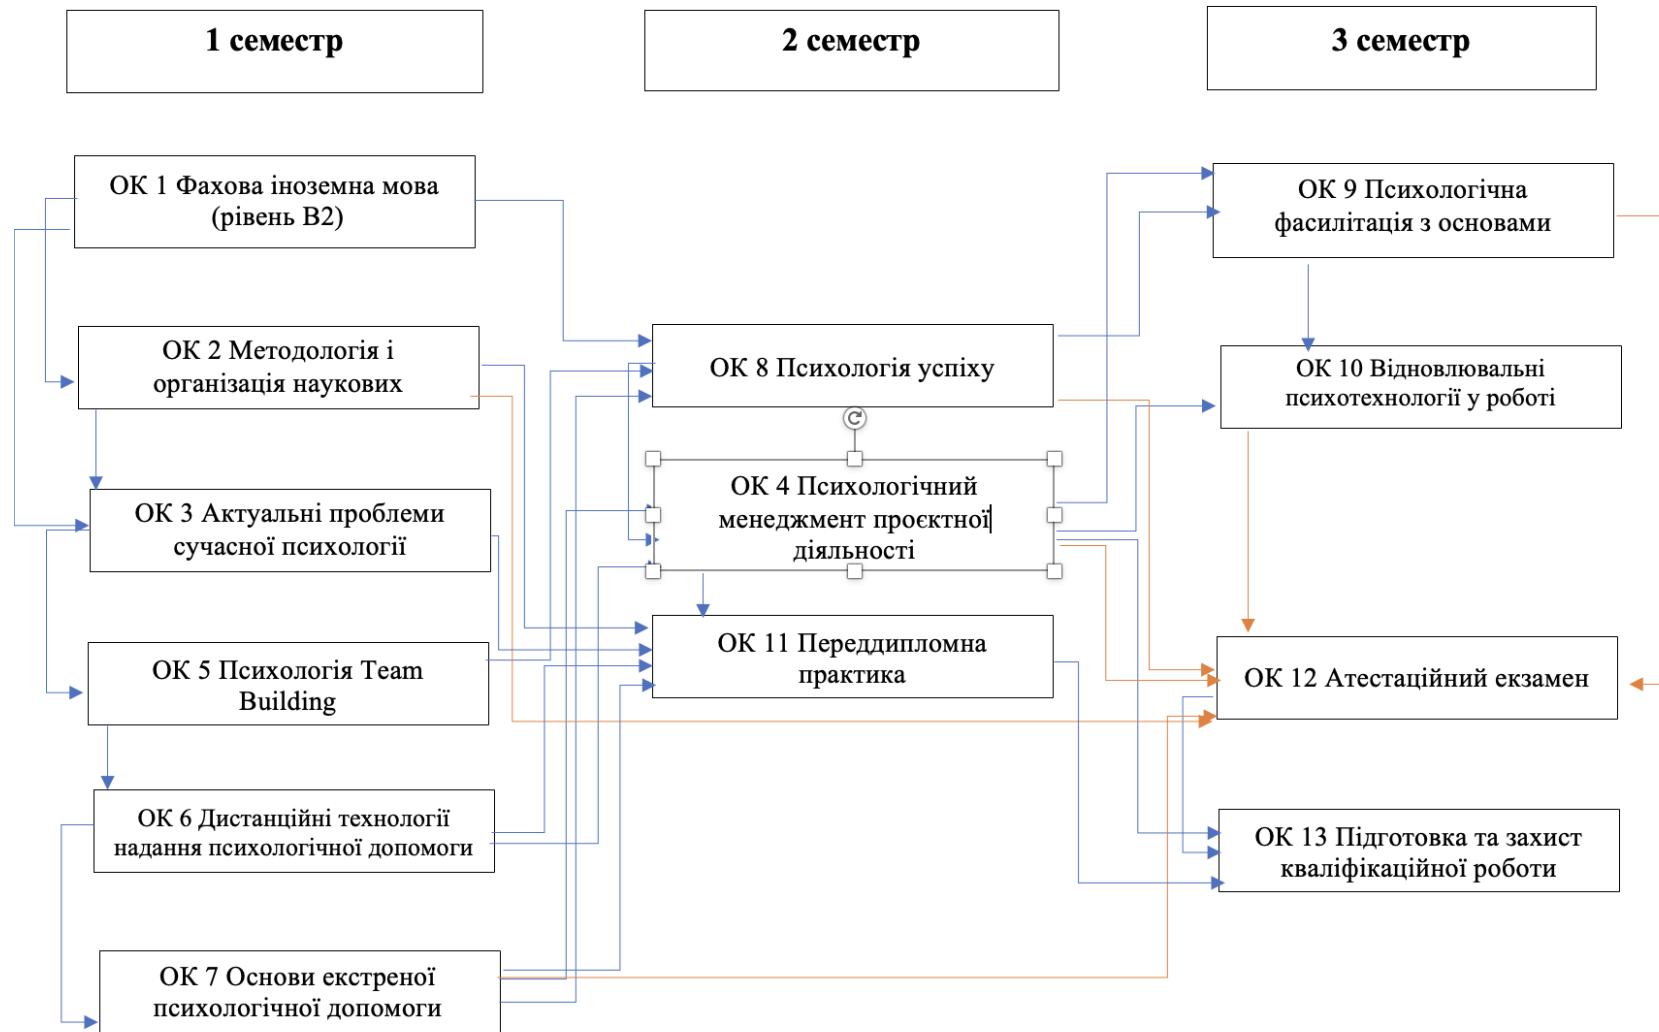 1 семестр
2 семестр
3 семестр
ОК 1 Фахова іноземна мова
(рівень В2)
ОК 2 Методологія і
організація наукових
ОК 3 Актуальні проблеми
сучасної психології
ОК 5 Психологія Team
Building
ОК 6 Дистанційні технології
надання психологічної допомоги
ОК 7 Основи екстреної
психологічної допомоги
ОК 8 Психологія успіху
ОК 4 Психологічний
менеджмент проєктної
діяльності
ОК 11 Переддипломна
практика
ОК 9 Психологічна
фасилітація з основами
ОК 10 Відновлювальні
психотехнології у роботі
ОК 12 Атестаційний екзамен
ОК 13 Підготовка та захист
кваліфікаційної роботи